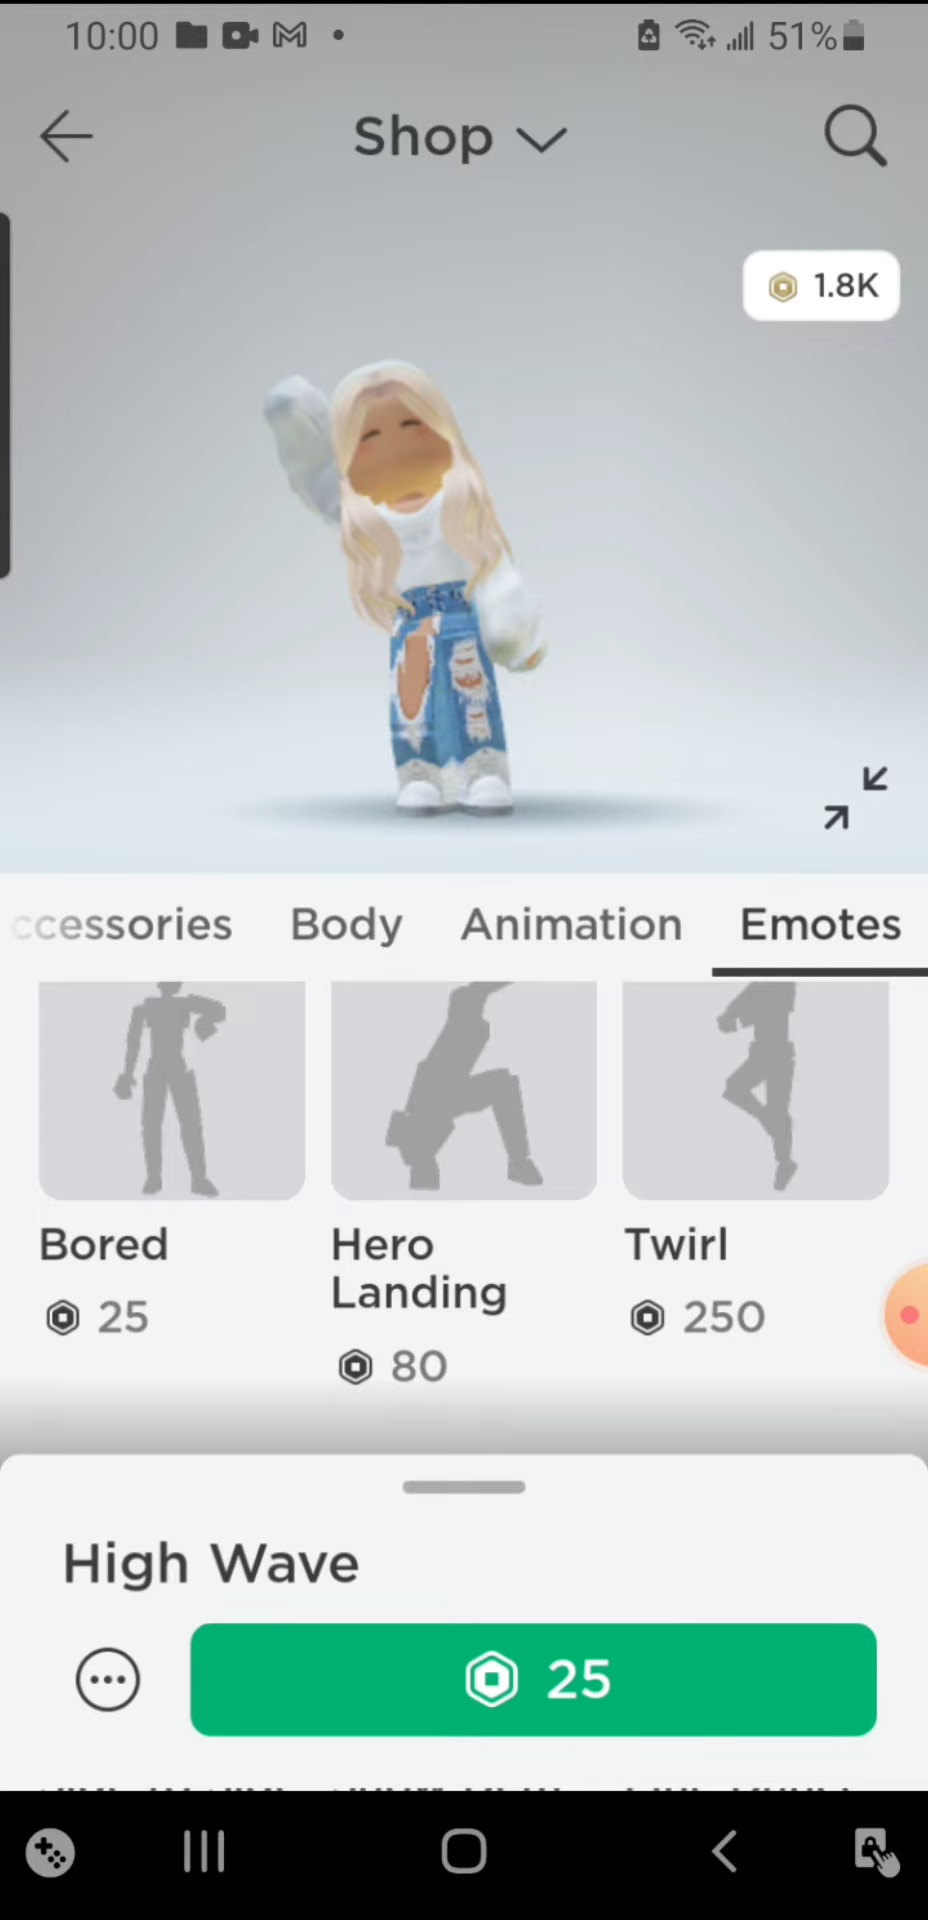 10:00
51%
Shop
1.8K
ccessories Body Animation Emotes
Bored
25
Hero
Landing
80
Twirl
250
High Wave
25